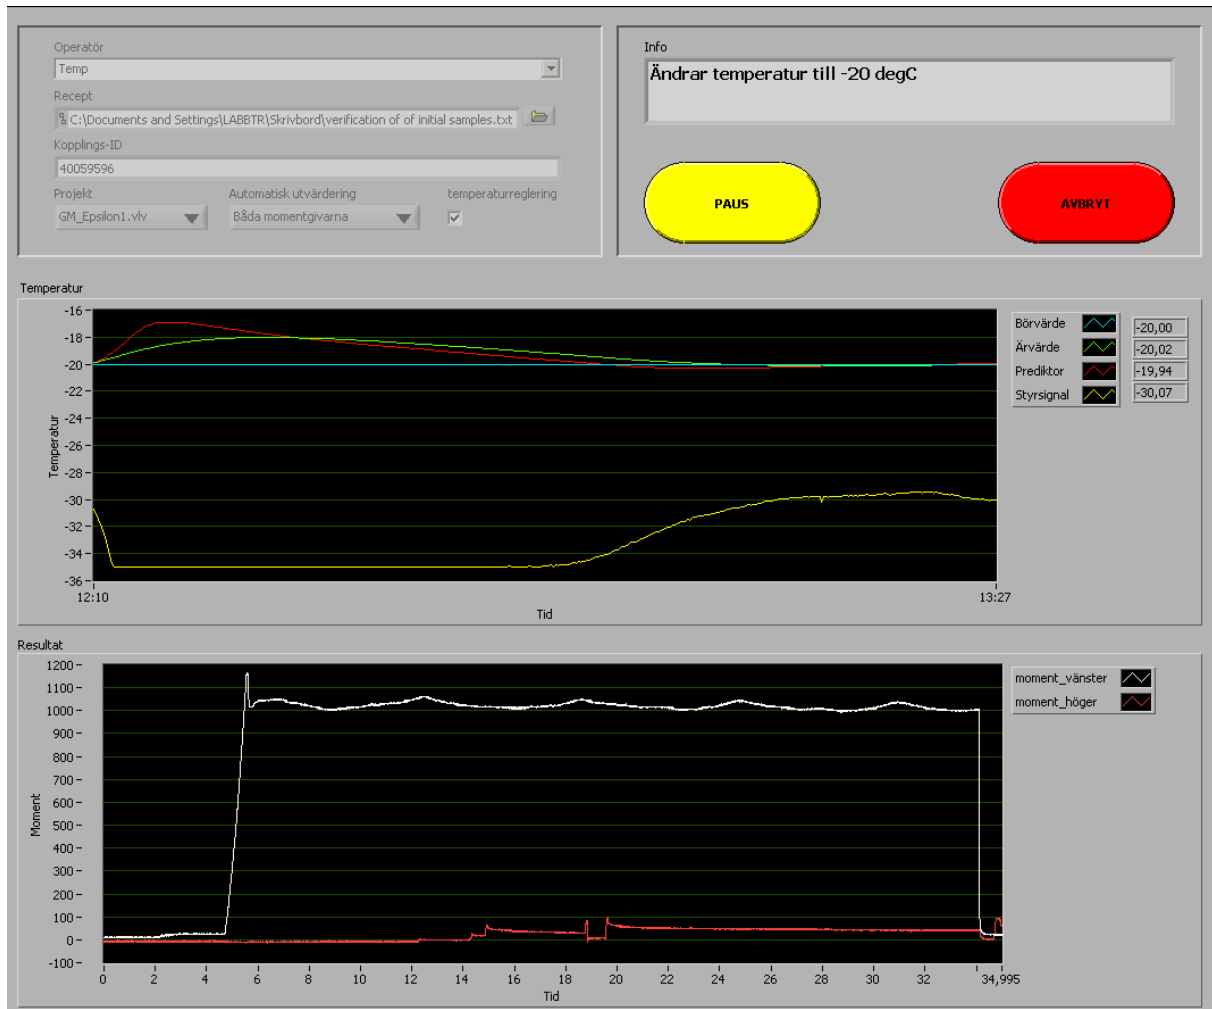 Operatör
Temp
Recept
C:\Documents and Settings\LABBTR\Skrivbord\verification of of initial samples.txt
Kopplings-ID
40059596
Projekt Automatisk utvärdering temperaturreglering
GM_Epsilon1.vlv Båda momentgivarna
Info
Ändrar temperatur till -20 degC
PAUS AVBRYT
Temperatur
-16
-18
-20
-22
-24
-26
-28
-30
-32
-34
-36
Temperatur
12:10 13:27
Tid
Börvärde -20,00
Ärvärde -20,02
Prediktor -19,94
Styrsignal -30,07
Resultat
1200
1100
1000
900
800
700
600
500
400
300
200
100
0
-100
Moment
0 2 4 6 8 10 12 14 16 18 20 22 24 26 28 30 32 34,995
Tid
moment_vänster
moment_höger